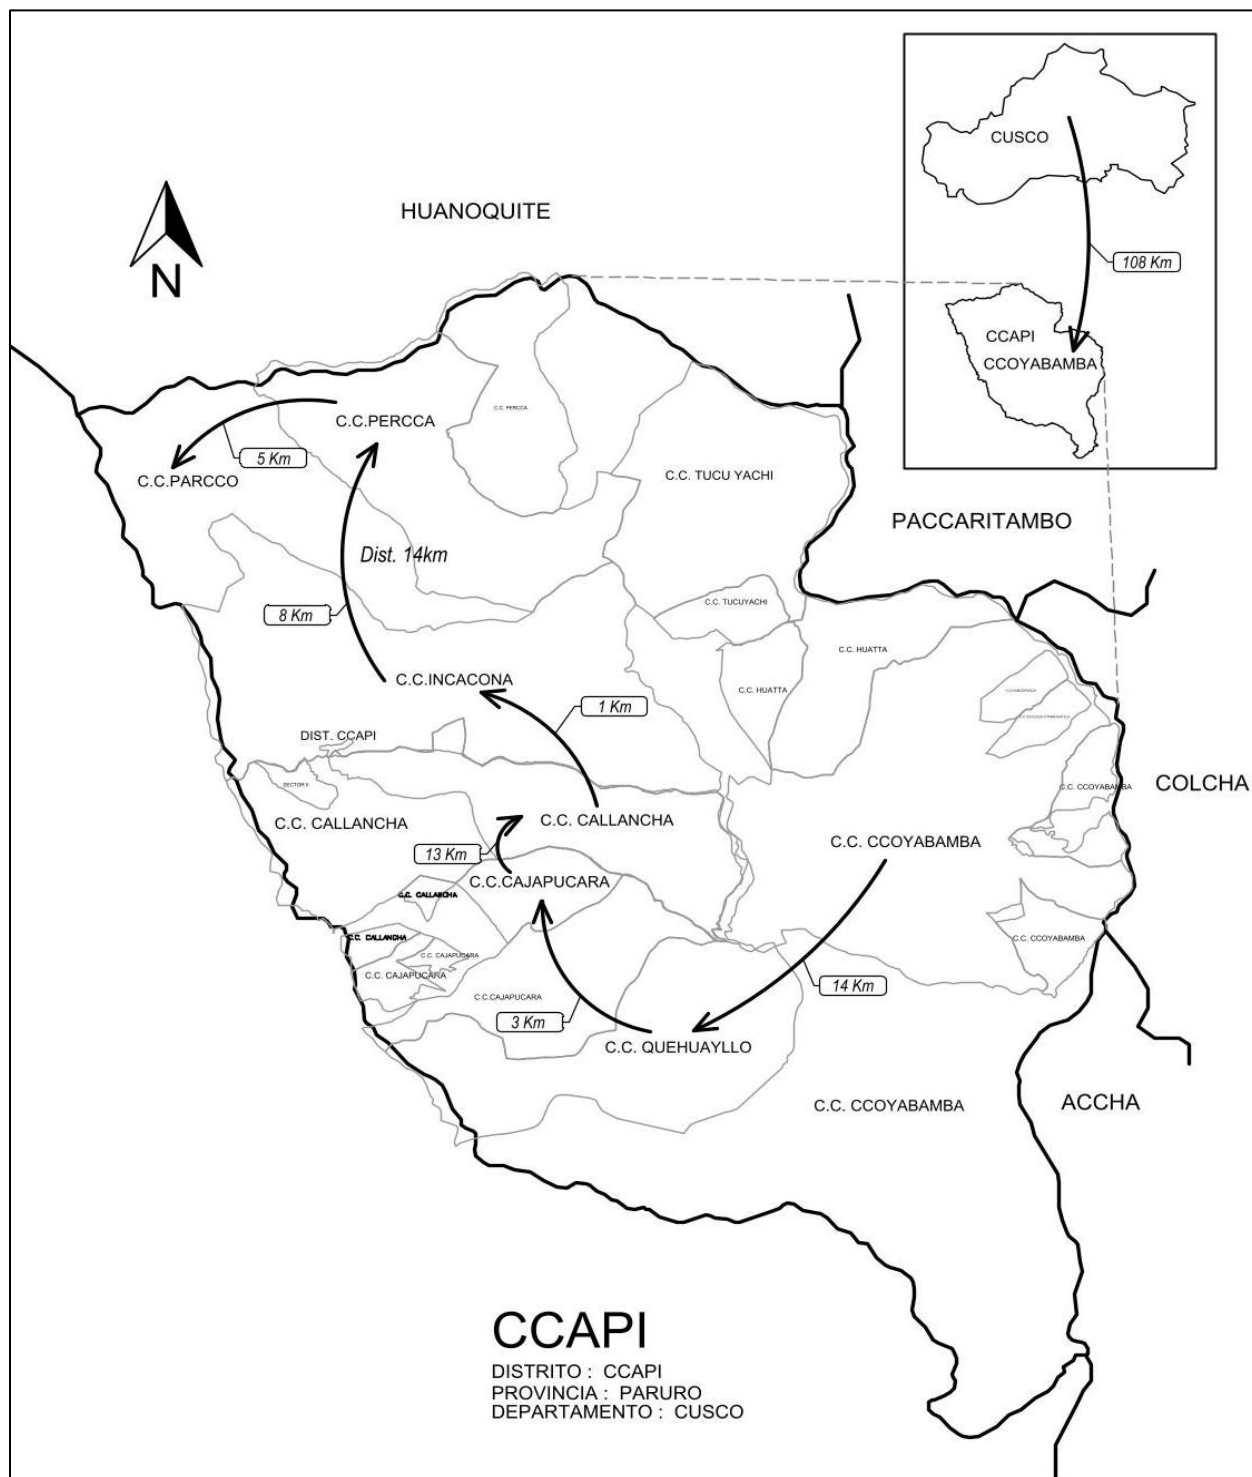 CUSCO
HUANOQUITE
108 Km
N
CCAPI
CCOYABAMBA
C.C. PERCCA
C.C.PERCCA
5 Km
C.C.PARCCO
C.C. TUCU YACHI
PACCARITAMBO
Dist. 14km
C.C. TUCUYACHI
8 Km
C.C. HUATTA
C.C.INCACONA
C.C. HUATTA
1 Km
DIST. CCAPI
SECTOR II
COLCHA
C.C. CCOYABAMBA
C.C. CALLANCHA
C.C. CALLANCHA
C.C. CCOYABAMBA
13 Km
C.C.CAJAPUCARA
C.C. CALLANCHA
C.C. CALLANCHA
C.C. CCOYABAMBA
C.C. CAJAPUCARA
C.C. CAJAPUCARA
14 Km
C.C.CAJAPUCARA
3 Km
C.C. QUEHUAYLLO
C.C. CCOYABAMBA
ACCHA
CCAPI
DISTRITO : CCAPI
PROVINCIA : PARURO
DEPARTAMENTO : CUSCO